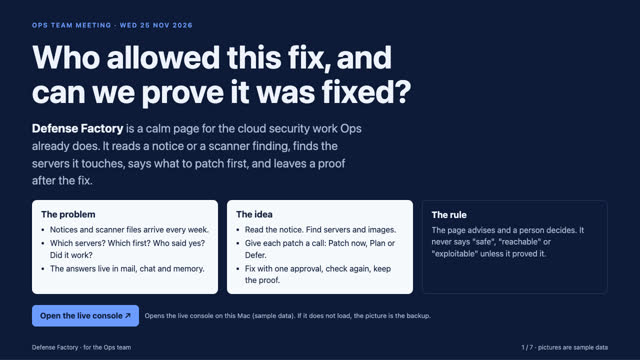 OPS TEAM MEETING · WED 25 NOV 2026
Who allowed this fix, and
can we prove it was fixed?
Defense Factory is a calm page for the cloud security work Ops
already does. It reads a notice or a scanner finding, finds the
servers it touches, says what to patch first, and leaves a proof
after the fix.
The problem
• Notices and scanner files arrive every week.
• Which servers? Which first? Who said yes?
Did it work?
• The answers live in mail, chat and memory.
The idea
• Read the notice. Find servers and images.
• Give each patch a call: Patch now, Plan or
Defer.
• Fix with one approval, check again, keep
the proof.
The rule
The page advises and a person decides. It
never says "safe", "reachable" or
"exploitable" unless it proved it.
Open the live console ↗
Opens the live console on this Mac (sample data). If it does not load, the picture is the backup.
Defense Factory · for the Ops team
1 / 7 · pictures are sample data